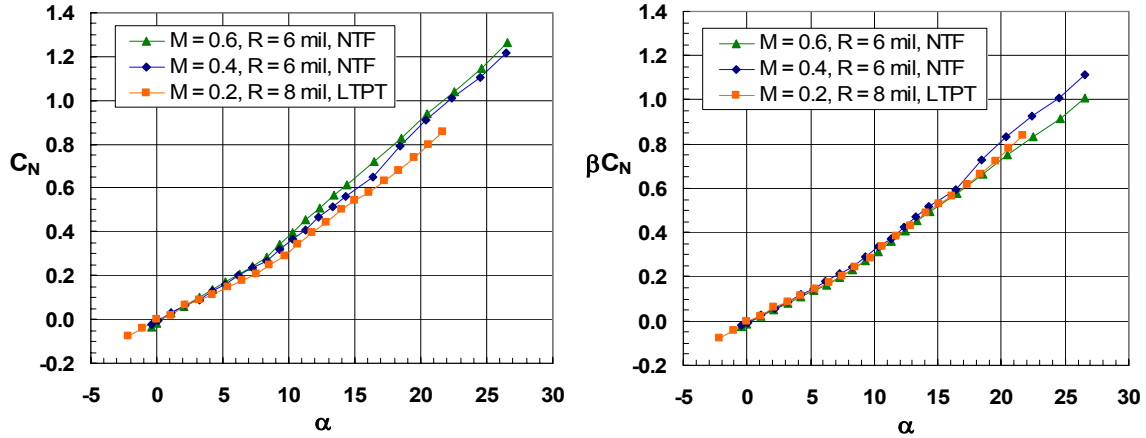 1.4
1.2
1.0
0.8
0.6
0.4
0.2
0.0
-0.2
C_N
M = 0.6, R = 6 mil, NTF
M = 0.4, R = 6 mil, NTF
M = 0.2, R = 8 mil, LTPT
-5 0 5 10 15 20 25 30
α
1.4
1.2
1.0
0.8
0.6
0.4
0.2
0.0
-0.2
βC_N
M = 0.6, R = 6 mil, NTF
M = 0.4, R = 6 mil, NTF
M = 0.2, R = 8 mil, LTPT
-5 0 5 10 15 20 25 30
α